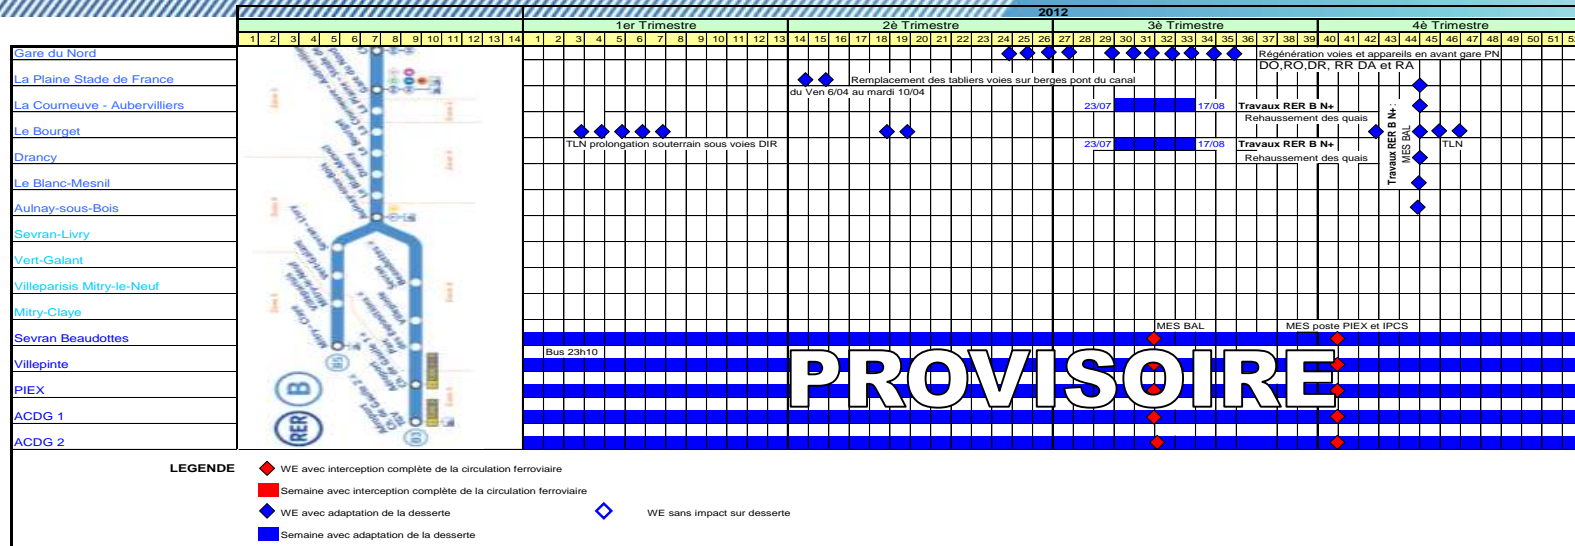 2012
1er Trimestre 2è Trimestre 3è Trimestre 4è Trimestre
1 2 3 4 5 6 7 8 9 10 11 12 13 14 1 2 3 4 5 6 7 8 9 10 11 12 13 14 15 16 17 18 19 20 21 22 23 24 25 26 27 28 29 30 31 32 33 34 35 36 37 38 39 40 41 42 43 44 45 46 47 48 49 50 51
Gare du Nord
Régénération voies et appareils en avant gare PN
DO,RO,DR, RR DA et RA
La Plaine Stade de France
Remplacement des tabliers voies sur berges pont du canal
du Ven 6/04 au mardi 10/04
La Courneuve - Aubervilliers
23/07 17/08 Travaux RER B N+
Rehaussement des quais
Le Bourget
TLN prolongation souterrain sous voies DIR
23/07 17/08 Travaux RER B N+
TLN
Travaux RER B N+ :
MES BAL
Drancy
Rehaussement des quais
Le Blanc-Mesnil
Aulnay-sous-Bois
Sevran-Livry
Vert-Galant
Villeparisis Mitry-le-Neuf
Mitry-Claye
MES BAL MES poste PIEX et IPCS
Sevran Beaudottes
Bus 23h10
Villepinte
PROVISOIRE
PIEX
ACDG 1
ACDG 2
RER B
B5
B3
LEGENDE
WE avec interception complète de la circulation ferroviaire
Semaine avec interception complète de la circulation ferroviaire
WE avec adaptation de la desserte
WE sans impact sur desserte
Semaine avec adaptation de la desserte